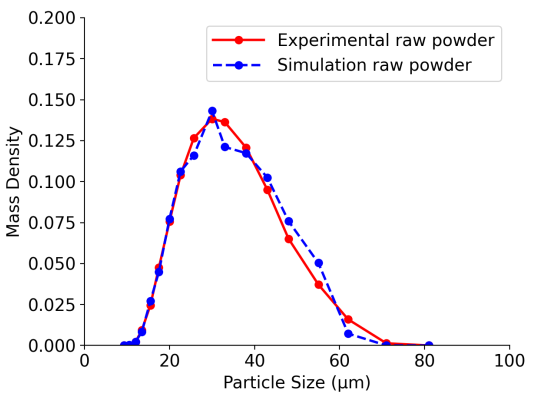 0.200
0.175
0.150
0.125
0.100
0.075
0.050
0.025
0.000
Mass Density
Experimental raw powder
Simulation raw powder
0 20 40 60 80 100
Particle Size (µm)